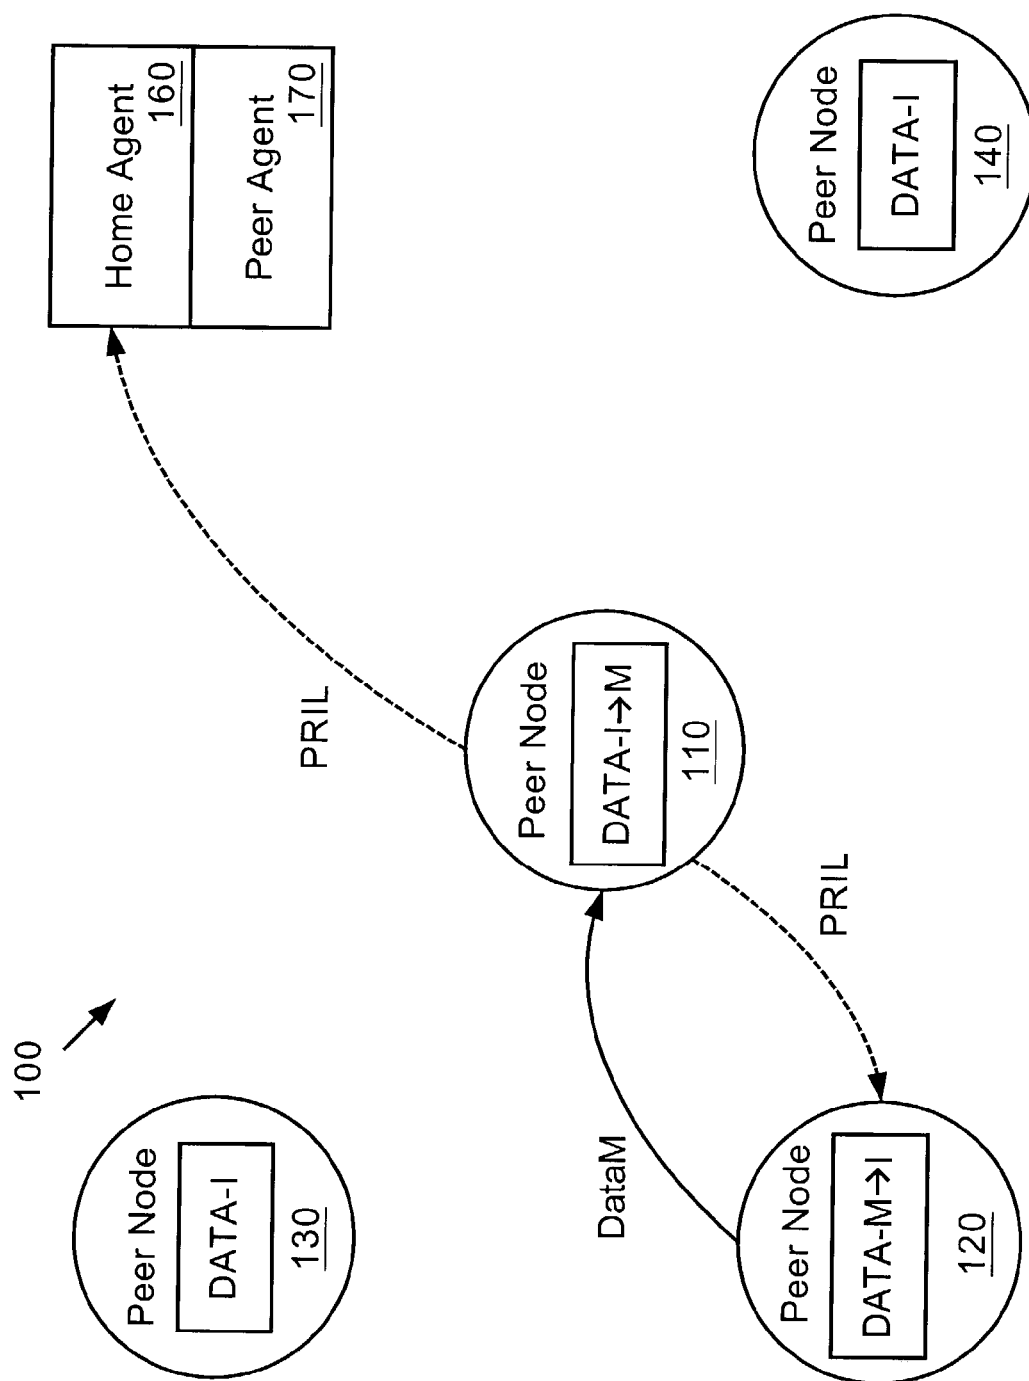 100
Peer Node
DATA-I
130
Home Agent
160
Peer Agent
170
PRIL
Peer Node
DATA-I→M
110
DataM
PRIL
Peer Node
DATA-M→I
120
Peer Node
DATA-I
140